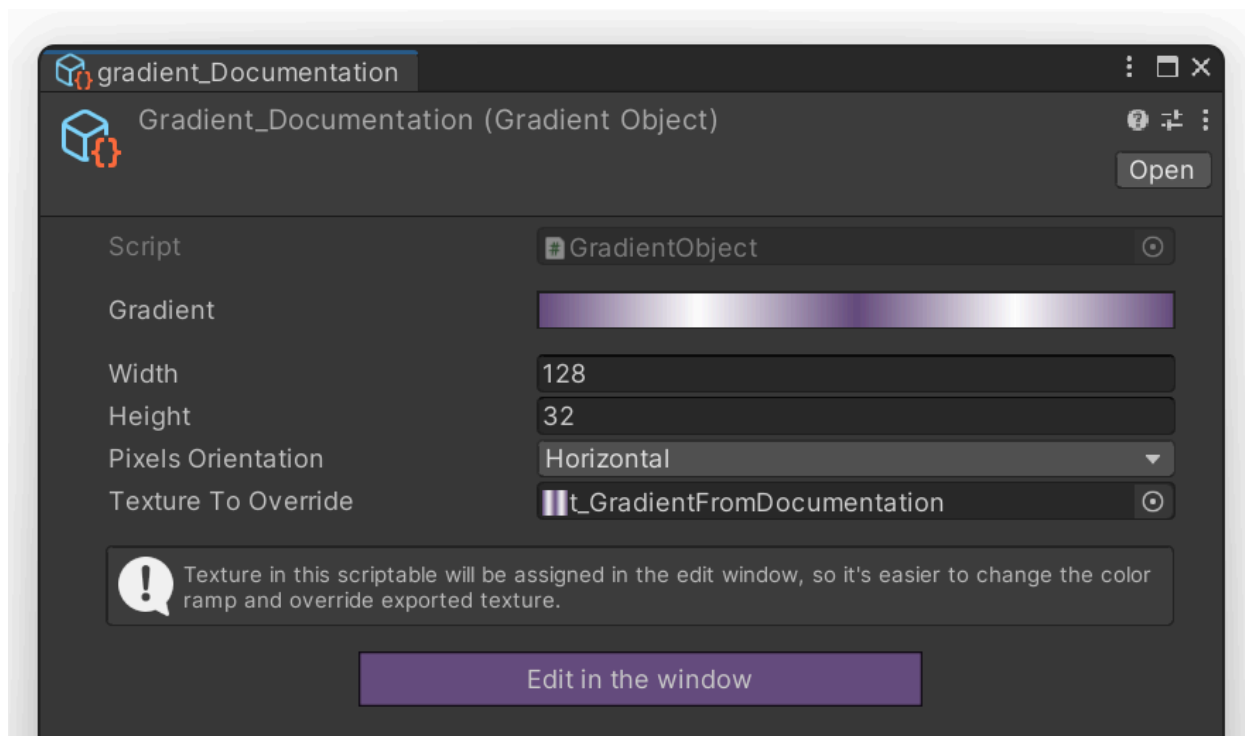 gradient_Documentation
Gradient_Documentation (Gradient Object)
Open
Script
GradientObject
Gradient
Width
128
Height
32
Pixels Orientation
Horizontal
Texture To Override
t_GradientFromDocumentation
Texture in this scriptable will be assigned in the edit window, so it's easier to change the color
ramp and override exported texture.
Edit in the window